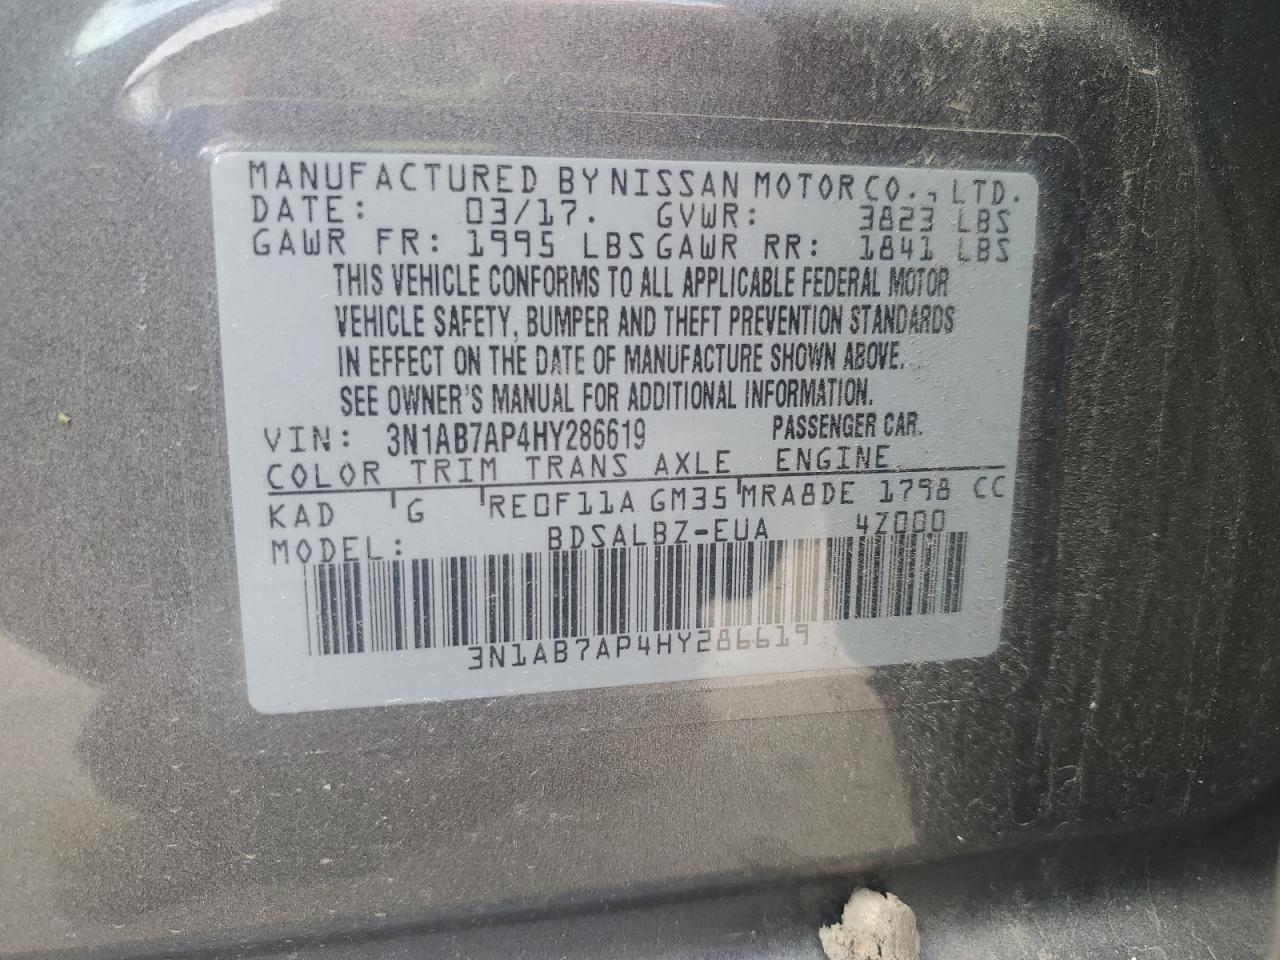 MANUFACTURED BY NISSAN MOTOR CO., LTD.
DATE: 03/17. GVWR: 3823 LBS
GAWR FR: 1995 LBS GAWR RR: 1841 LBS
THIS VEHICLE CONFORMS TO ALL APPLICABLE FEDERAL MOTOR
VEHICLE SAFETY, BUMPER AND THEFT PREVENTION STANDARDS
IN EFFECT ON THE DATE OF MANUFACTURE SHOWN ABOVE.
SEE OWNER'S MANUAL FOR ADDITIONAL INFORMATION.
VIN: 3N1AB7AP4HY286619 PASSENGER CAR.
COLOR TRIM TRANS AXLE ENGINE
KAD G RE0F11A GM35 MRA8DE 1798 CC
MODEL: BDSALBZ-EUA 4Z000
3N1AB7AP4HY286619